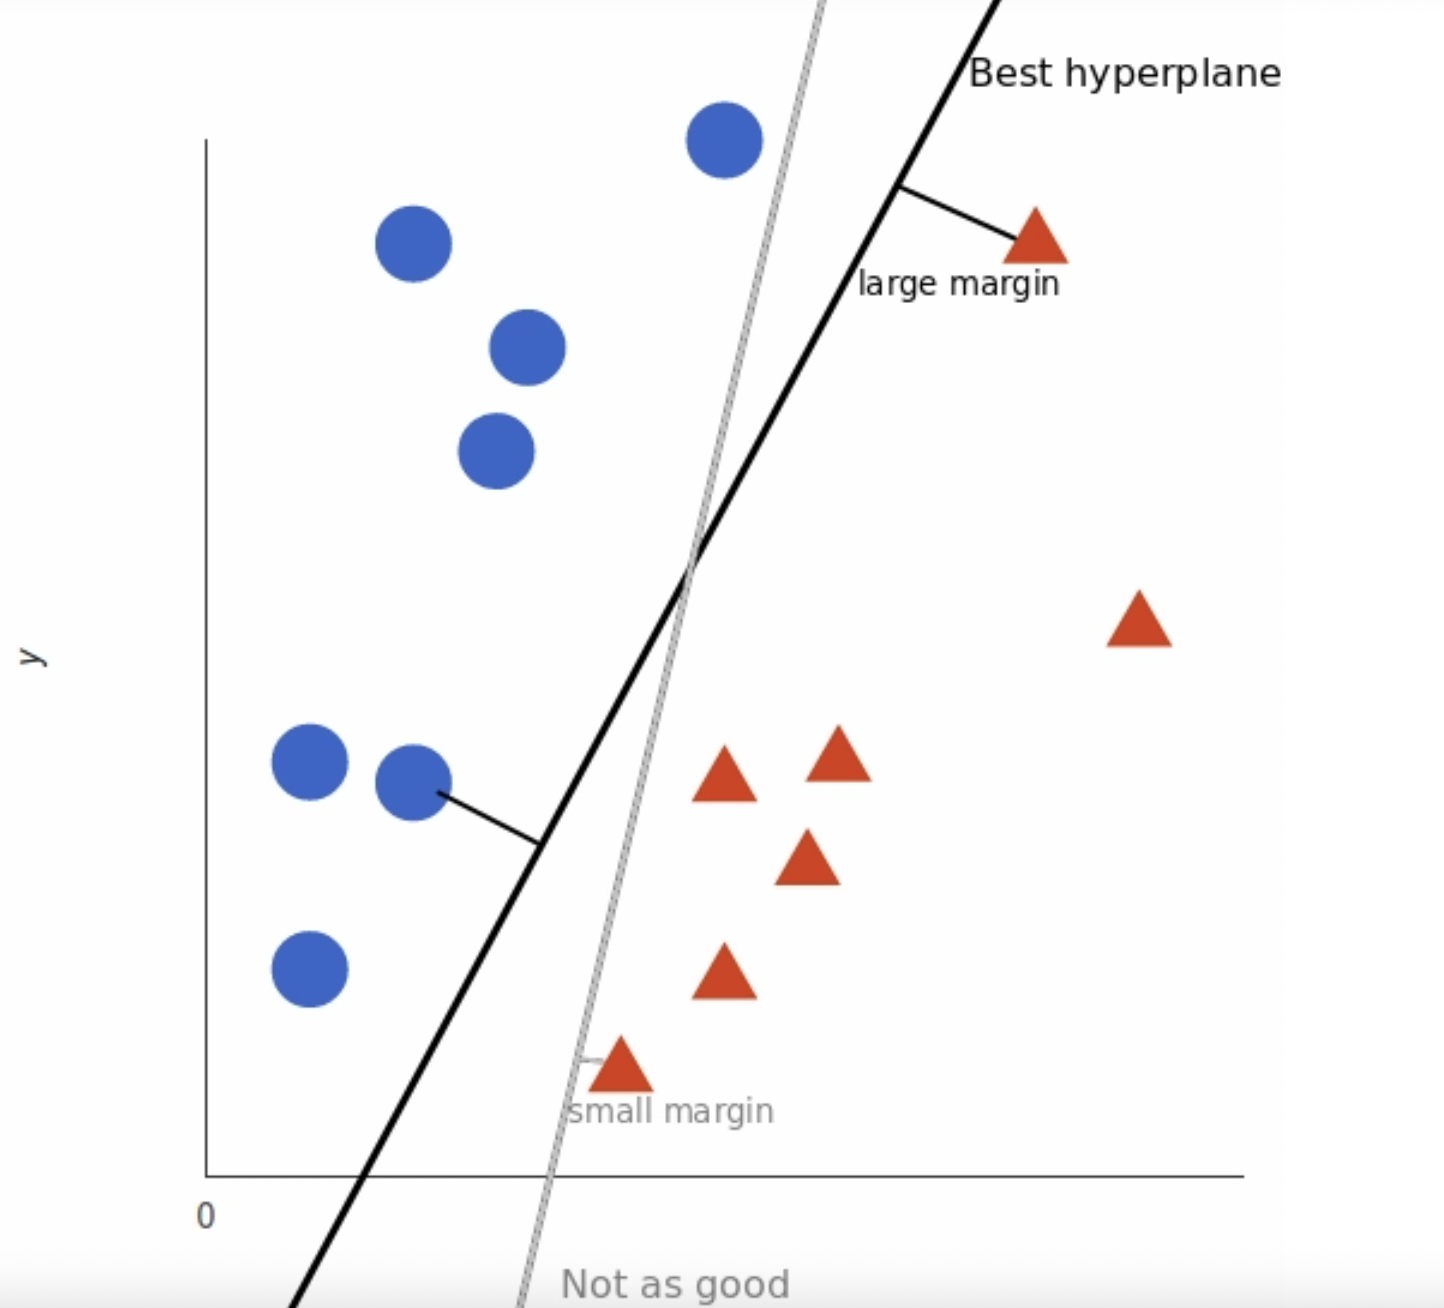 Best hyperplane
large margin
y
small margin
0
Not as good